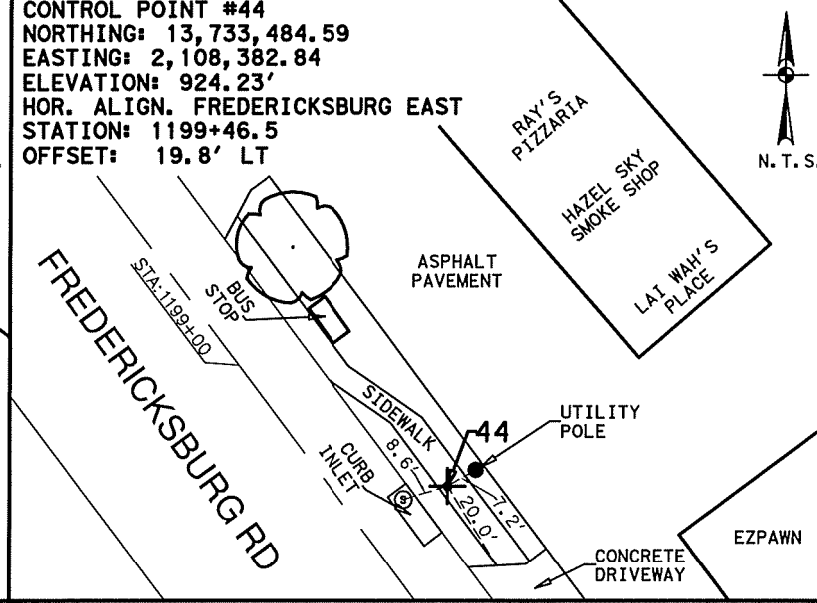 CONTROL POINT #44
NORTHING: 13,733,484.59
EASTING: 2,108,382.84
ELEVATION: 924.23'
HOR. ALIGN. FREDERICKSBURG EAST
STATION: 1199+46.5
OFFSET: 19.8' LT
RAY'S
PIZZARIA
HAZEL SKY
SMOKE SHOP
LAI WAH'S
PLACE
N.T.S.
ASPHALT
PAVEMENT
STA:1199+00
BUS
STOP
FREDERICKSBURG RD
SIDEWALK
44
UTILITY
POLE
8.6'
CURB
INLET
S
20.0'
7.2'
CONCRETE
DRIVEWAY
EZPAWN